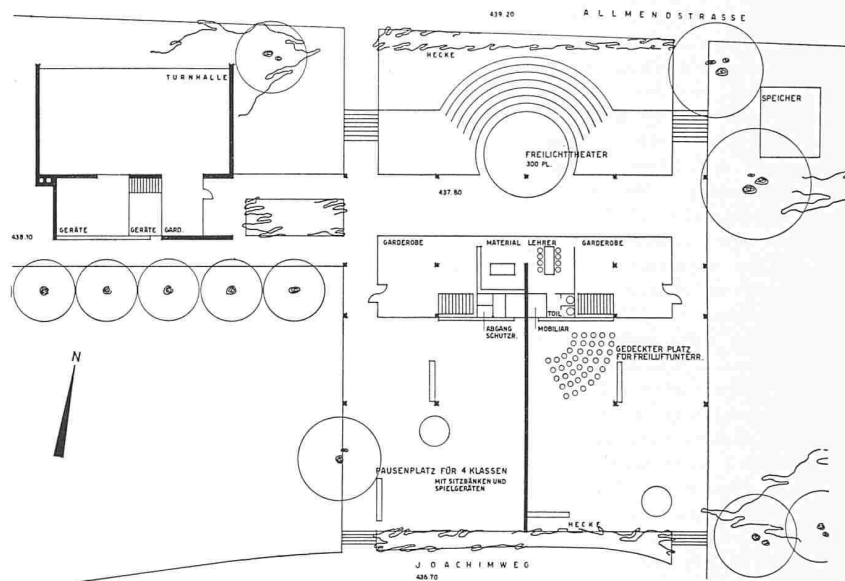 439.20
ALLMENDSTRASSE
HECKE
TURNHALLE
SPEICHER
FREILICHTTHEATER
300 PL.
437.80
GERÄTE
GERÄTE
GARD.
438.10
GARDEROBE
MATERIAL
LEHRER
GARDEROBE
ABGANG
SCHUTZR.
MOBILIAR
TOIL.
GEDECKTER PLATZ
FÜR FREILUFTUNTERR.
N
PAUSENPLATZ FÜR 4 KLASSEN
MIT SITZBÄNKEN UND
SPIELGERÄTEN
HECKE
JOACHIMWEG
436.70